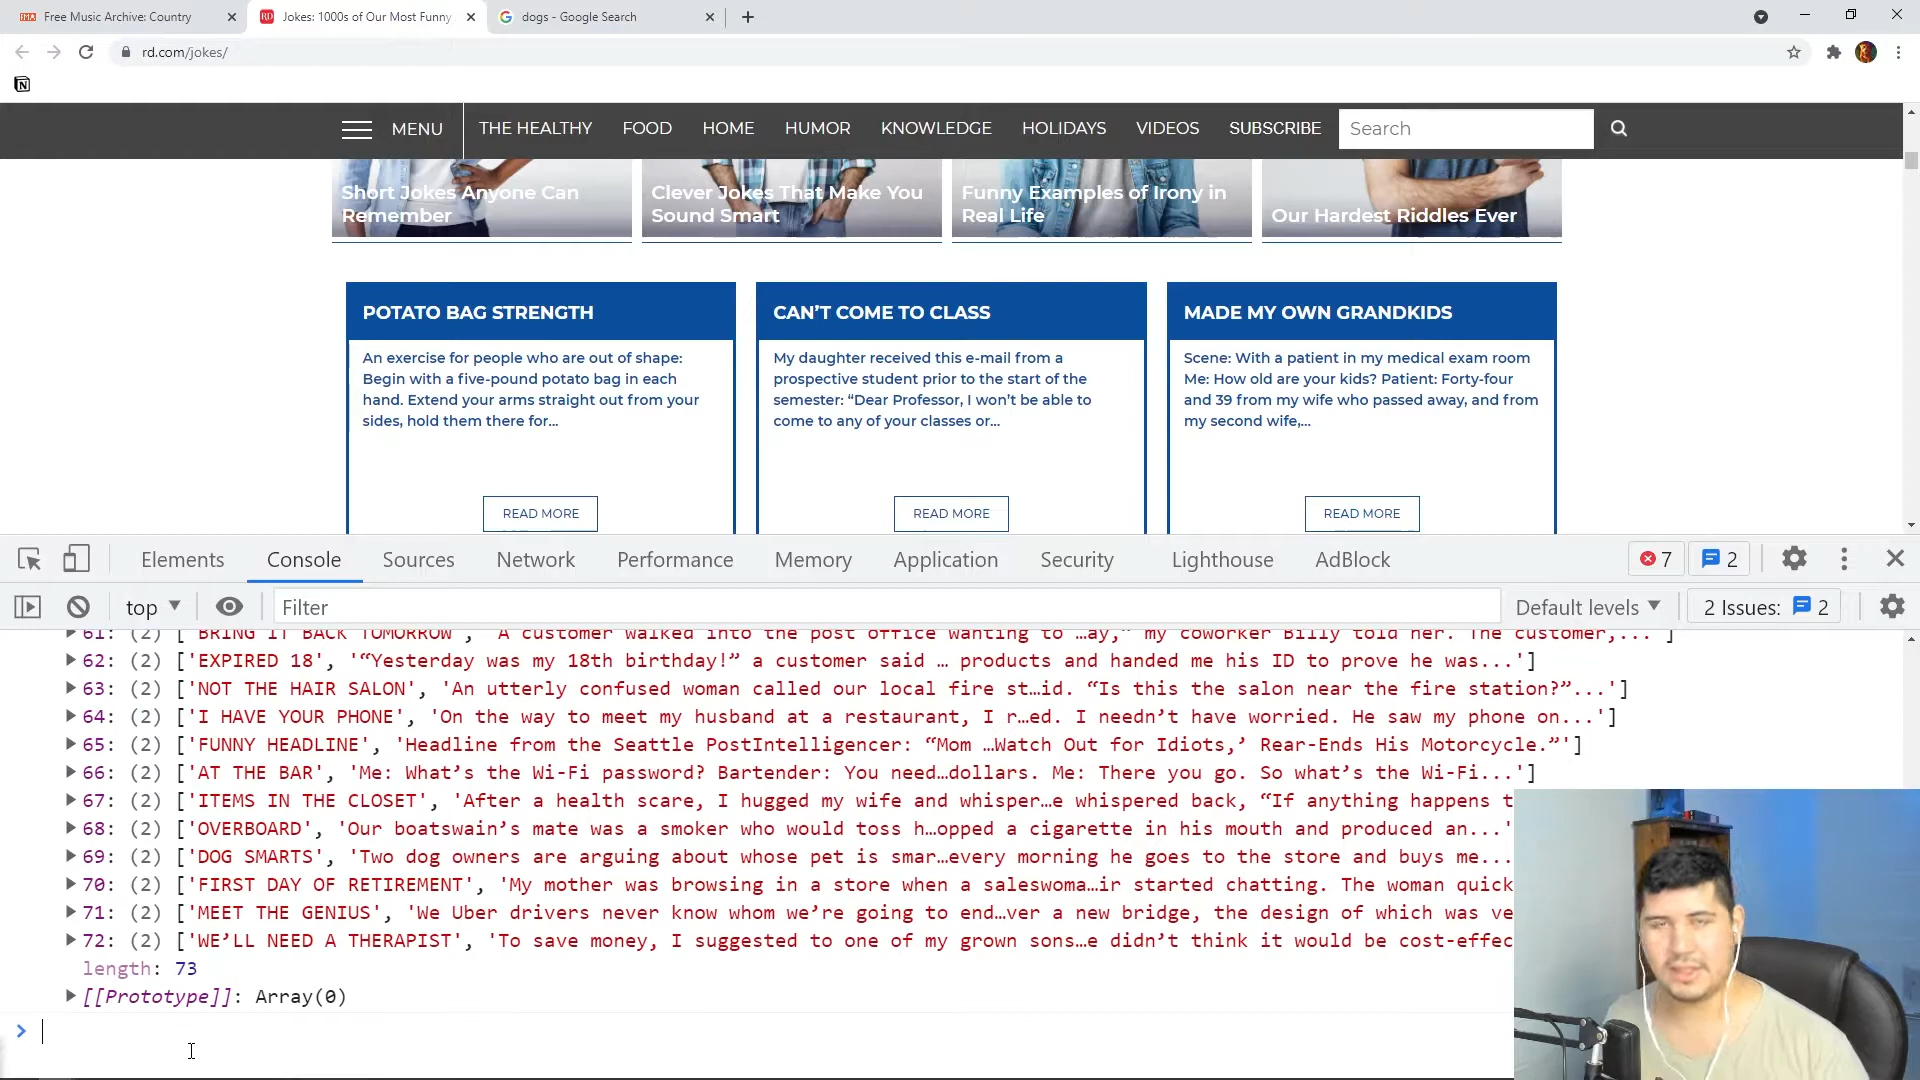 Free Music Archive: Country
Jokes: 1000s of Our Most Funny
dogs - Google Search
rd.com/jokes/
MENU
THE HEALTHY
FOOD
HOME
HUMOR
KNOWLEDGE
HOLIDAYS
VIDEOS
SUBSCRIBE
Search
Short Jokes Anyone Can
Remember
Clever Jokes That Make You
Sound Smart
Funny Examples of Irony in
Real Life
Our Hardest Riddles Ever
POTATO BAG STRENGTH
An exercise for people who are out of shape:
Begin with a five-pound potato bag in each
hand. Extend your arms straight out from your
sides, hold them there for...
READ MORE
CAN’T COME TO CLASS
My daughter received this e-mail from a
prospective student prior to the start of the
semester: “Dear Professor, I won’t be able to
come to any of your classes or...
READ MORE
MADE MY OWN GRANDKIDS
Scene: With a patient in my medical exam room
Me: How old are your kids? Patient: Forty-four
and 39 from my wife who passed away, and from
my second wife,...
READ MORE
Elements
Console
Sources
Network
Performance
Memory
Application
Security
Lighthouse
AdBlock
7
2
top
Filter
Default levels
2 Issues: 2
61: (2) ['BRING IT BACK TOMORROW', 'A customer walked into the post office wanting to …ay,” my coworker Billy told her. The customer,...']
62: (2) ['EXPIRED 18', '“Yesterday was my 18th birthday!” a customer said … products and handed me his ID to prove he was...']
63: (2) ['NOT THE HAIR SALON', 'An utterly confused woman called our local fire st…id. “Is this the salon near the fire station?”...']
64: (2) ['I HAVE YOUR PHONE', 'On the way to meet my husband at a restaurant, I r…ed. I needn’t have worried. He saw my phone on...']
65: (2) ['FUNNY HEADLINE', 'Headline from the Seattle PostIntelligencer: “Mom …Watch Out for Idiots,’ Rear-Ends His Motorcycle.”']
66: (2) ['AT THE BAR', 'Me: What’s the Wi-Fi password? Bartender: You need…dollars. Me: There you go. So what’s the Wi-Fi...']
67: (2) ['ITEMS IN THE CLOSET', 'After a health scare, I hugged my wife and whisper…e whispered back, “If anything happens t
68: (2) ['OVERBOARD', 'Our boatswain’s mate was a smoker who would toss h…opped a cigarette in his mouth and produced an...'
69: (2) ['DOG SMARTS', 'Two dog owners are arguing about whose pet is smar…every morning he goes to the store and buys me...
70: (2) ['FIRST DAY OF RETIREMENT', 'My mother was browsing in a store when a saleswoma…ir started chatting. The woman quick
71: (2) ['MEET THE GENIUS', 'We Uber drivers never know whom we’re going to end…ver a new bridge, the design of which was ve
72: (2) ['WE’LL NEED A THERAPIST', 'To save money, I suggested to one of my grown sons…e didn’t think it would be cost-effec
length: 73
[[Prototype]]: Array(0)